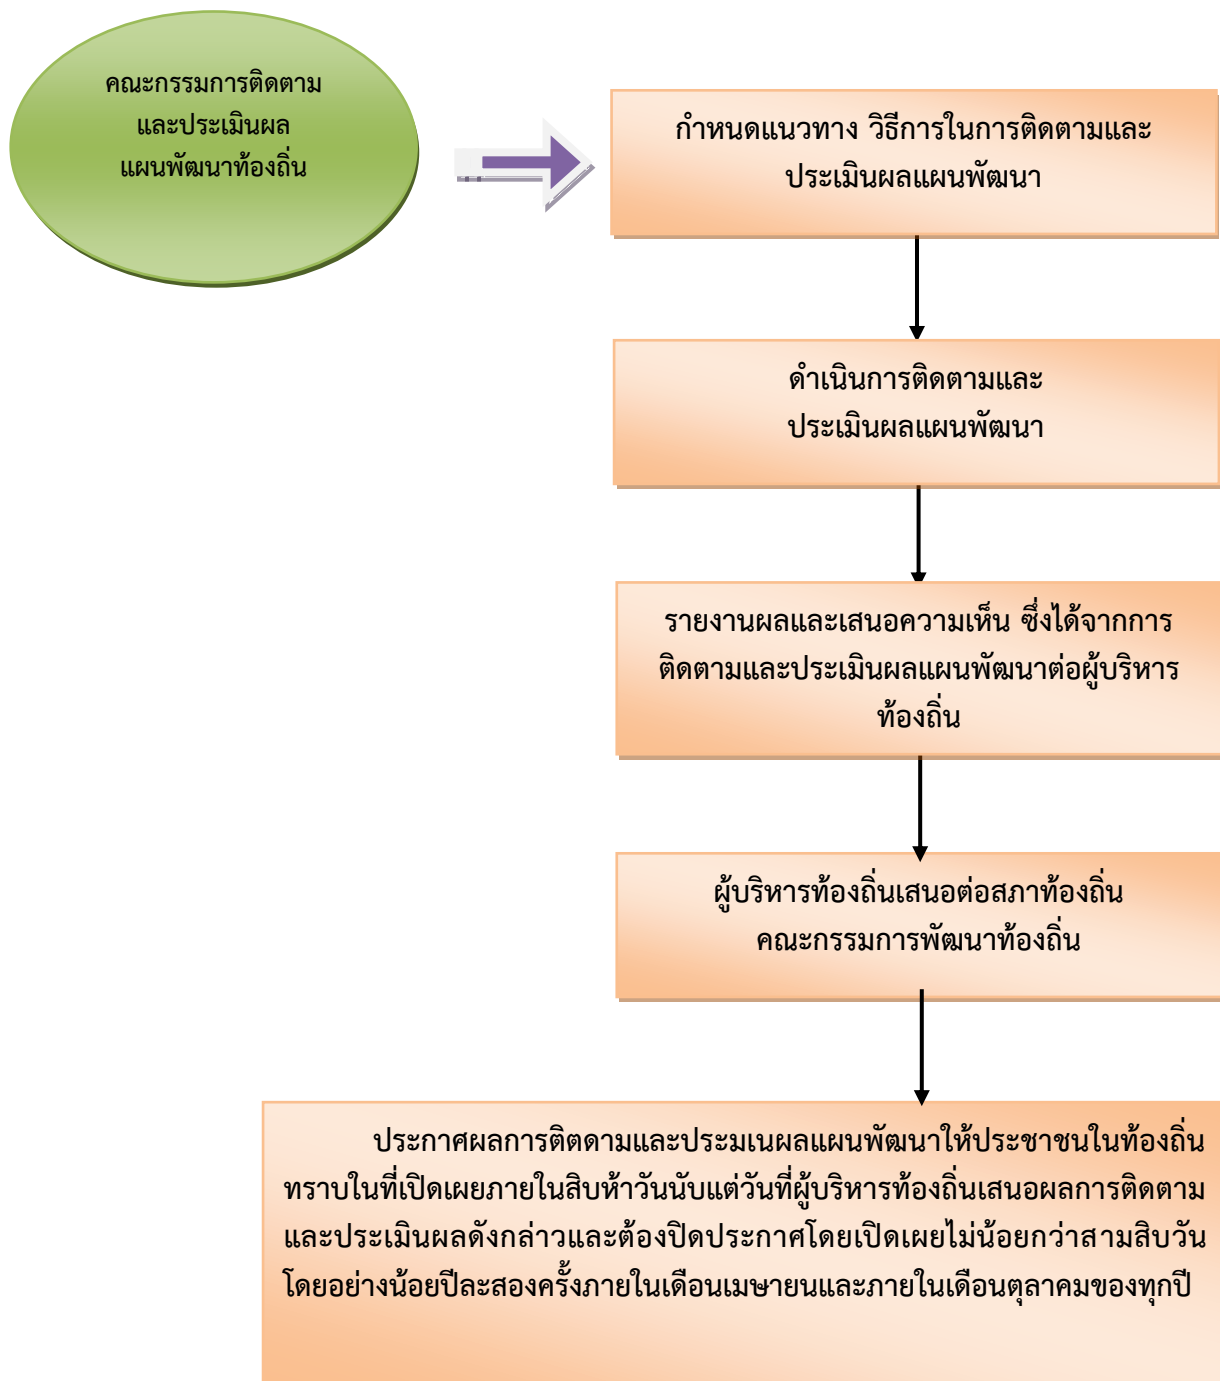 คณะกรรมการติดตาม
และประเมินผล
แผนพัฒนาท้องถิ่น
กำหนดแนวทาง วิธีการในการติดตามและ
ประเมินผลแผนพัฒนา
ดำเนินการติดตามและ
ประเมินผลแผนพัฒนา
รายงานผลและเสนอความเห็น ซึ่งได้จากการ
ติดตามและประเมินผลแผนพัฒนาต่อผู้บริหาร
ท้องถิ่น
ผู้บริหารท้องถิ่นเสนอต่อสภาท้องถิ่น
คณะกรรมการพัฒนาท้องถิ่น
ประกาศผลการติตดามและประมเนผลแผนพัฒนาให้ประชาชนในท้องถิ่น
ทราบในที่เปิดเผยภายในสิบห้าวันนับแต่วันที่ผู้บริหารท้องถิ่นเสนอผลการติดตาม
และประเมินผลดังกล่าวและต้องปิดประกาศโดยเปิดเผยไม่น้อยกว่าสามสิบวัน
โดยอย่างน้อยปีละสองครั้งภายในเดือนเมษายนและภายในเดือนตุลาคมของทุกปี